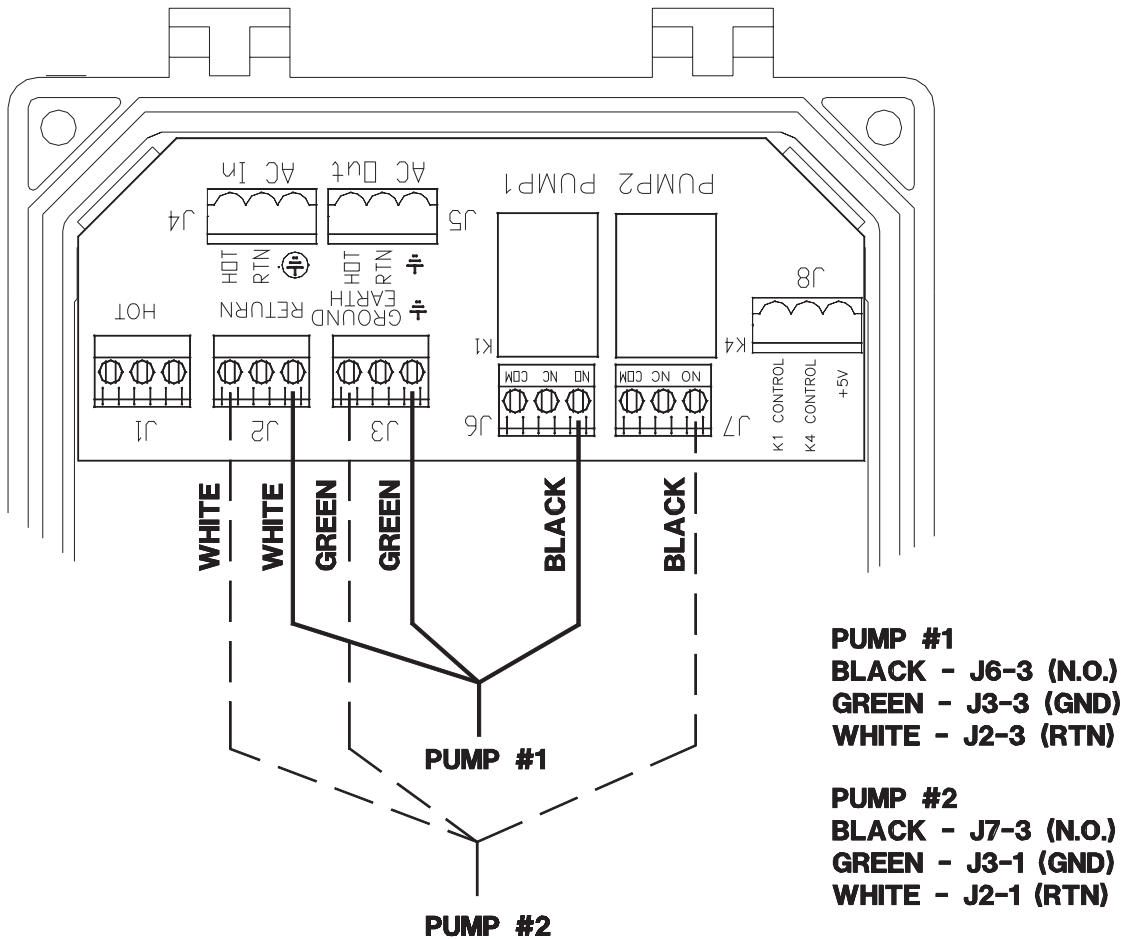 AC In
AC Out
PUMP1
PUMP2
J4
J5
HOT
RTN
HOT
RTN
J8
HOT
RETURN
EARTH
GROUND
K1
K4
COM NC NO
COM NC NO
K1 CONTROL
K4 CONTROL
+5V
J1
J2
J3
J6
J7
WHITE
WHITE
GREEN
GREEN
BLACK
BLACK
PUMP #1
PUMP #2
PUMP #1
BLACK - J6-3 (N.O.)
GREEN - J3-3 (GND)
WHITE - J2-3 (RTN)
PUMP #2
BLACK - J7-3 (N.O.)
GREEN - J3-1 (GND)
WHITE - J2-1 (RTN)